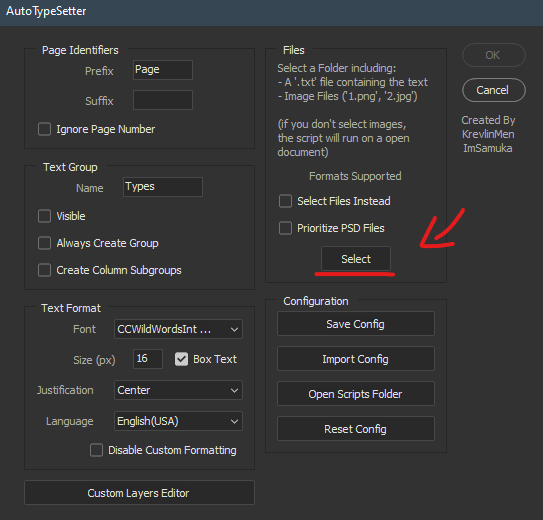 AutoTypeSetter
Page Identifiers
Prefix
Page
Suffix
Ignore Page Number
Text Group
Name
Types
Visible
Always Create Group
Create Column Subgroups
Text Format
Font
CCWildWordsInt ...
Size (px)
16
Box Text
Justification
Center
Language
English(USA)
Disable Custom Formatting
Custom Layers Editor
Files
Select a Folder including:
- A '.txt' file containing the text
- Image Files ('1.png', '2.jpg')
(if you don't select images,
the script will run on a open
document)
Formats Supported
Select Files Instead
Prioritize PSD Files
Select
Configuration
Save Config
Import Config
Open Scripts Folder
Reset Config
OK
Cancel
Created By
KrevlinMen
ImSamuka